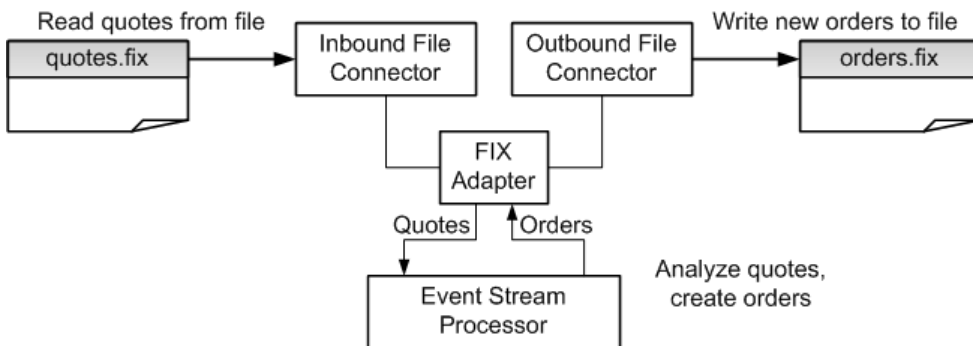 Read quotes from file
Write new orders to file
quotes.fix
Inbound File
Connector
Outbound File
Connector
orders.fix
FIX
Adapter
Quotes
Orders
Analyze quotes,
create orders
Event Stream
Processor